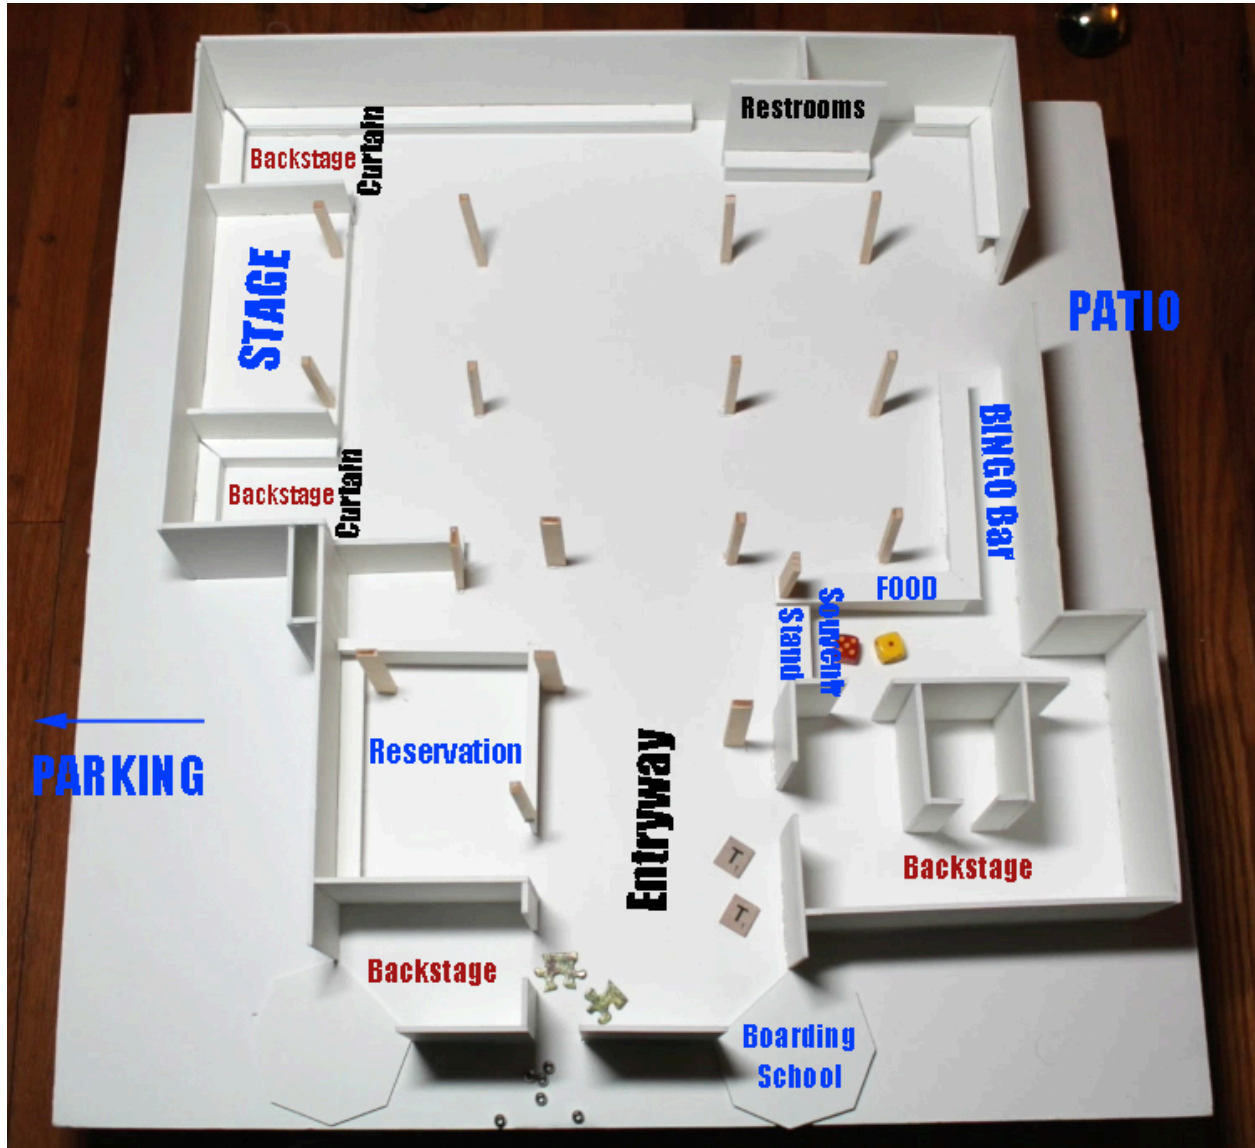 Restrooms
Backstage
Curtain
STAGE
PATIO
Backstage
Curtain
BINGO Bar
FOOD
Souvenir
Stand
PARKING
Reservation
Entryway
T
T
Backstage
Backstage
Boarding
School